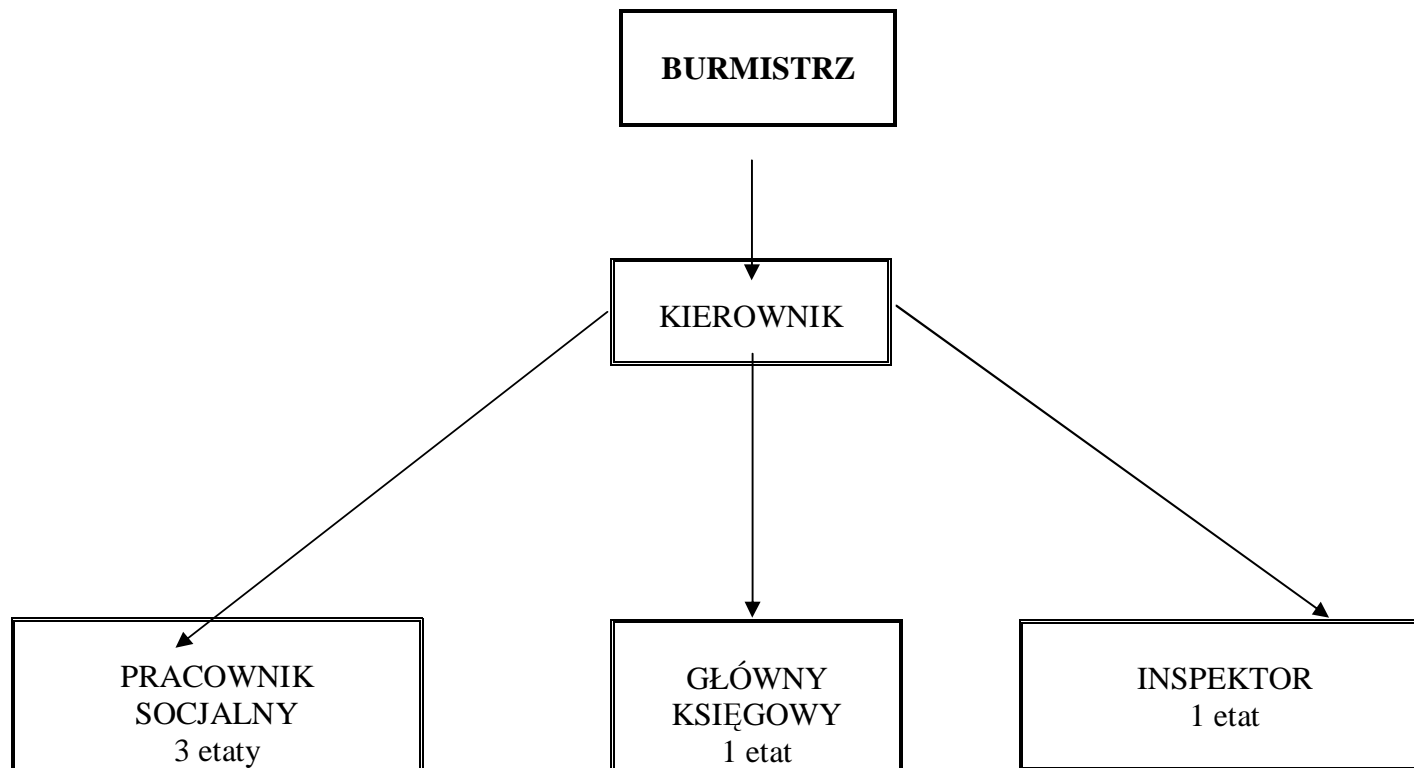 BURMISTRZ
KIEROWNIK
PRACOWNIK
SOCJALNY
3 etaty
GŁÓWNY
KSIĘGOWY
1 etat
INSPEKTOR
1 etat